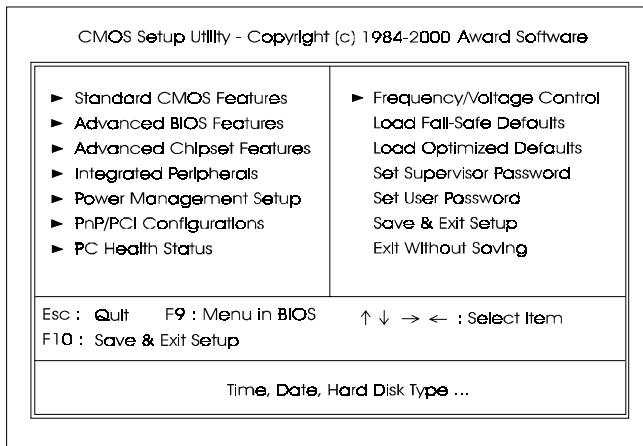 CMOS Setup Utility - Copyright (c) 1984-2000 Award Software
► Standard CMOS Features
► Advanced BIOS Features
► Advanced Chipset Features
► Integrated Peripherals
► Power Management Setup
► PnP/PCI Configurations
► PC Health Status
► Frequency/Voltage Control
Load Fail-Safe Defaults
Load Optimized Defaults
Set Supervisor Password
Set User Password
Save & Exit Setup
Exit Without Saving
Esc : Quit F9 : Menu in BIOS ↑ ↓ → ← : Select Item
F10 : Save & Exit Setup
Time, Date, Hard Disk Type ...